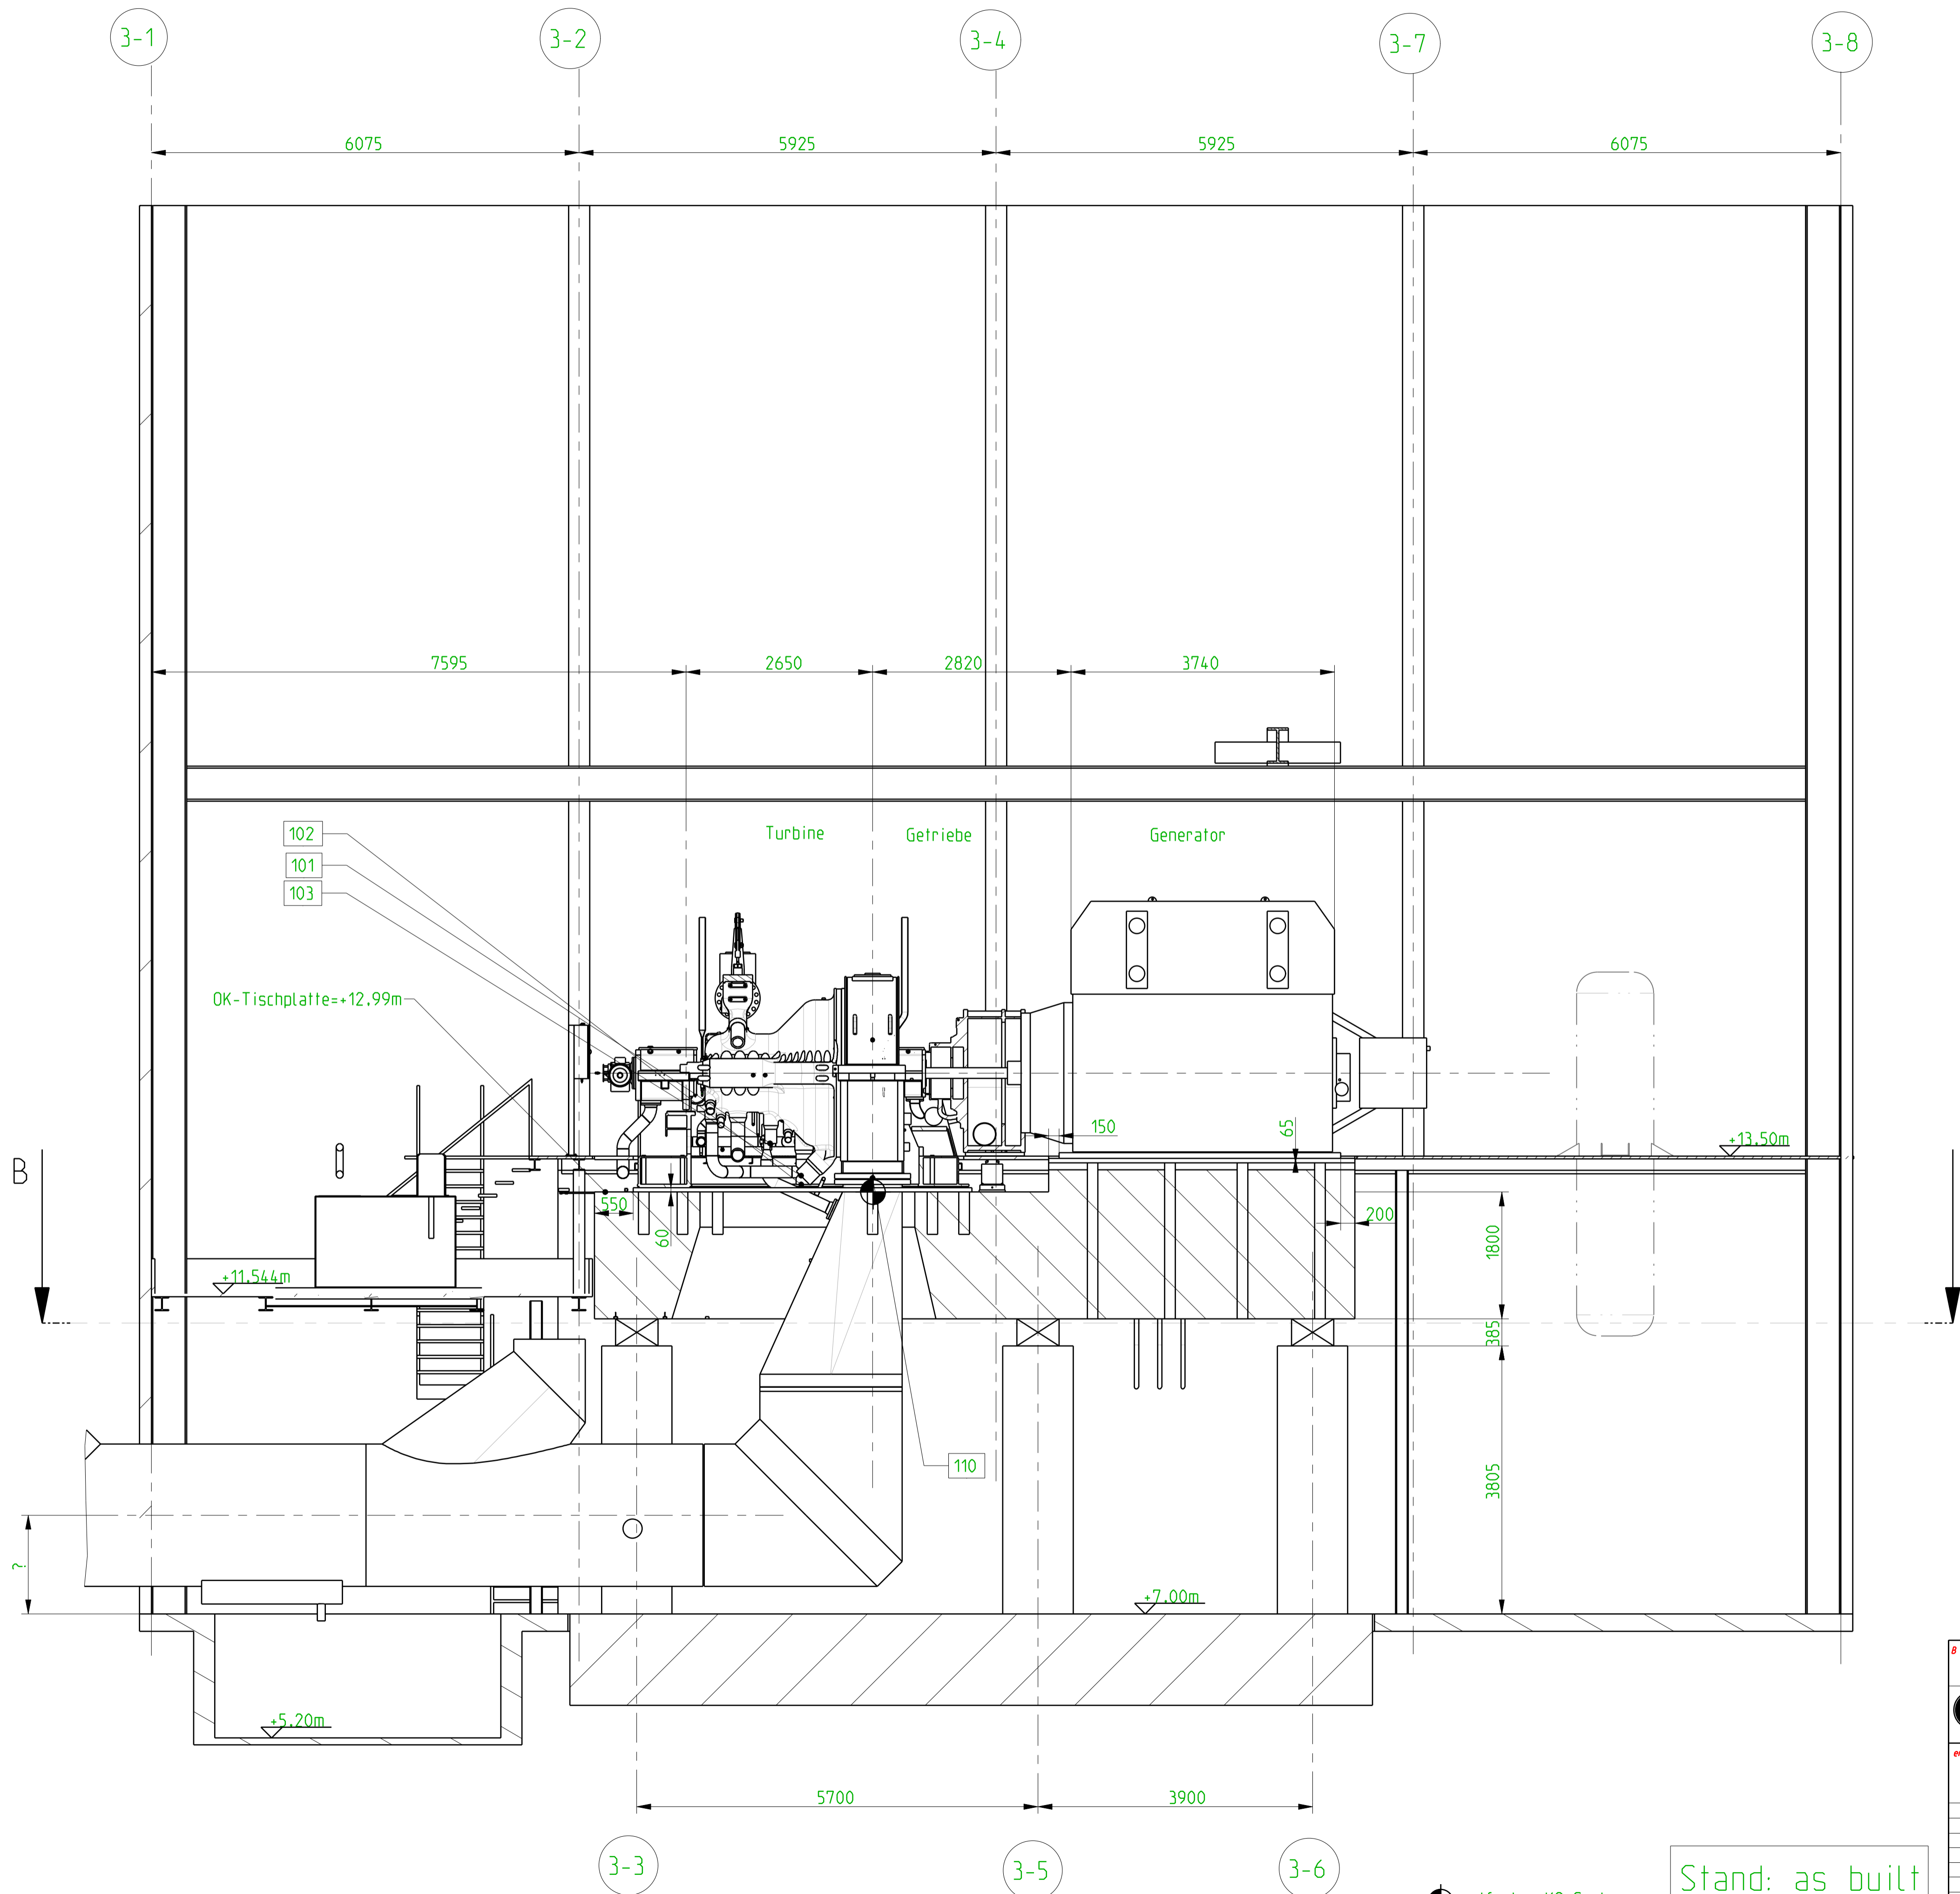 3-1
3-2
3-4
3-7
3-8
6075
5925
5925
6075
7595
2650
2820
3740
102
Turbine
Getriebe
Generator
101
103
OK-Tischplatte=+12,99m
150
65
+13.50m
B
550
60
200
1800
+11,544m
385
110
3805
?
+7.00m
B
+5.20m
5700
3900
3-3
3-5
3-6
Stand: as built